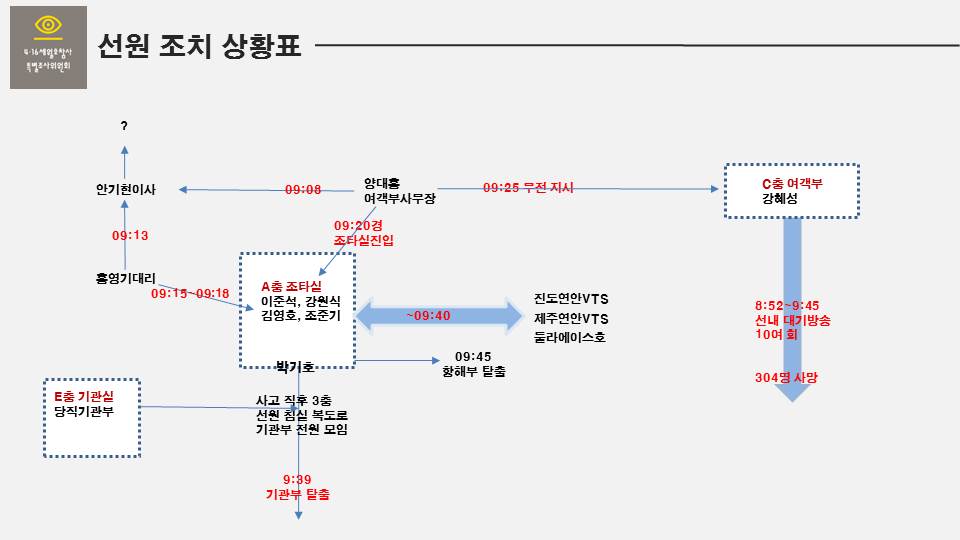 4·16세월호참사
특별조사위원회
선원 조치 상황표
?
안기현이사
09:08
양대홍
여객부사무장
09:25 무전 지시
C층 여객부
강혜성
09:13
09:20경
조타실진입
홍영기대리
09:15~09:18
A층 조타실
이준석, 강원식
김영호, 조준기
~09:40
진도연안VTS
제주연안VTS
둘라에이스호
8:52~9:45
선내 대기방송
10여 회
박기호
09:45
항해부 탈출
304명 사망
E층 기관실
당직기관부
사고 직후 3층
선원 침실 복도로
기관부 전원 모임
9:39
기관부 탈출